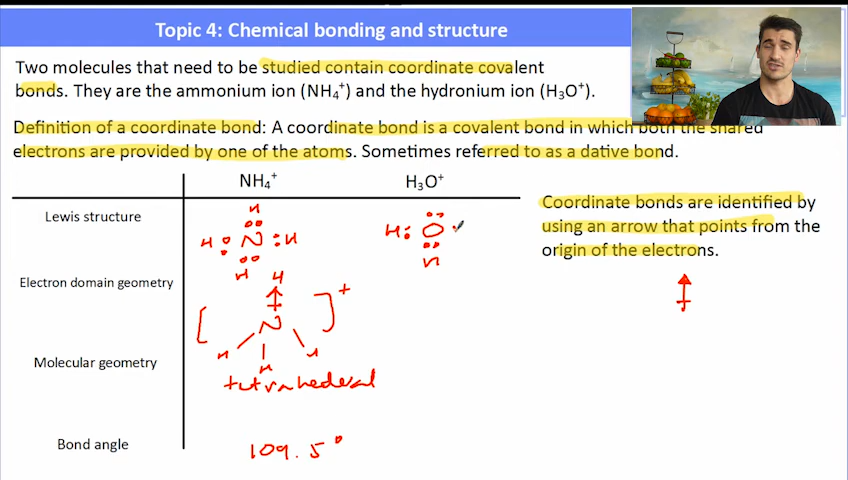 Topic 4: Chemical bonding and structure
Two molecules that need to be studied contain coordinate covalent
bonds. They are the ammonium ion (NH₄⁺) and the hydronium ion (H₃O⁺).
Definition of a coordinate bond: A coordinate bond is a covalent bond in which both the shared
electrons are provided by one of the atoms. Sometimes referred to as a dative bond.
NH₄⁺ H₃O⁺
Coordinate bonds are identified by
using an arrow that points from the
origin of the electrons.
Lewis structure
H
H N H
H
H O
H
Electron domain geometry
H
[ N ]+
H H H
Molecular geometry
tetrahedral
Bond angle
109.5°